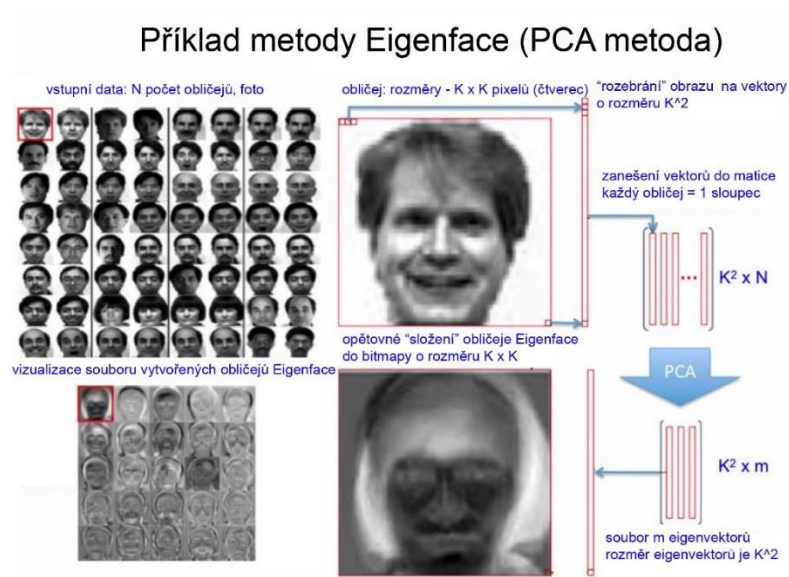 Příklad metody Eigenface (PCA metoda)
vstupní data: N počet obličejů, foto
obličej: rozměry - K x K pixelů (čtverec)
“rozebrání” obrazu na vektory
o rozměru K^2
zanešení vektorů do matice
každý obličej = 1 sloupec
K² x N
opětovné “složení” obličeje Eigenface
do bitmapy o rozměru K x K
vizualizace souboru vytvořených obličejů Eigenface
PCA
K² x m
soubor m eigenvektorů
rozměr eigenvektorů je K^2